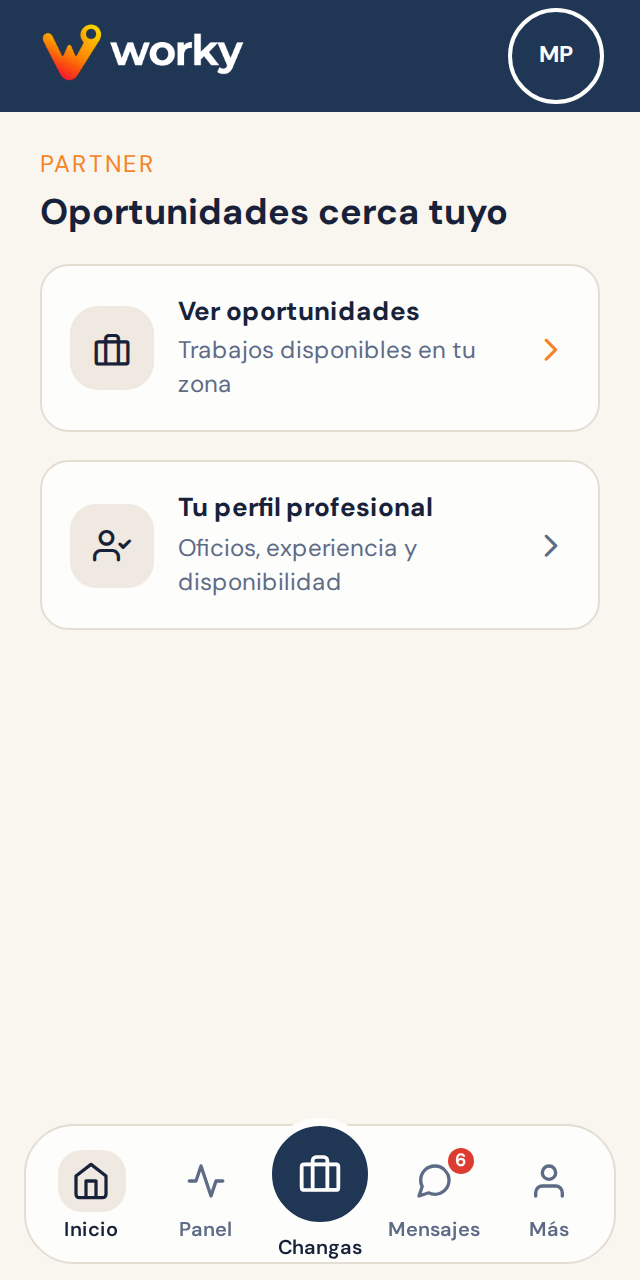 worky
MP
PARTNER
Oportunidades cerca tuyo
Ver oportunidades
Trabajos disponibles en tu
zona
Tu perfil profesional
Oficios, experiencia y
disponibilidad
6
Inicio
Panel
Changas
Mensajes
Más